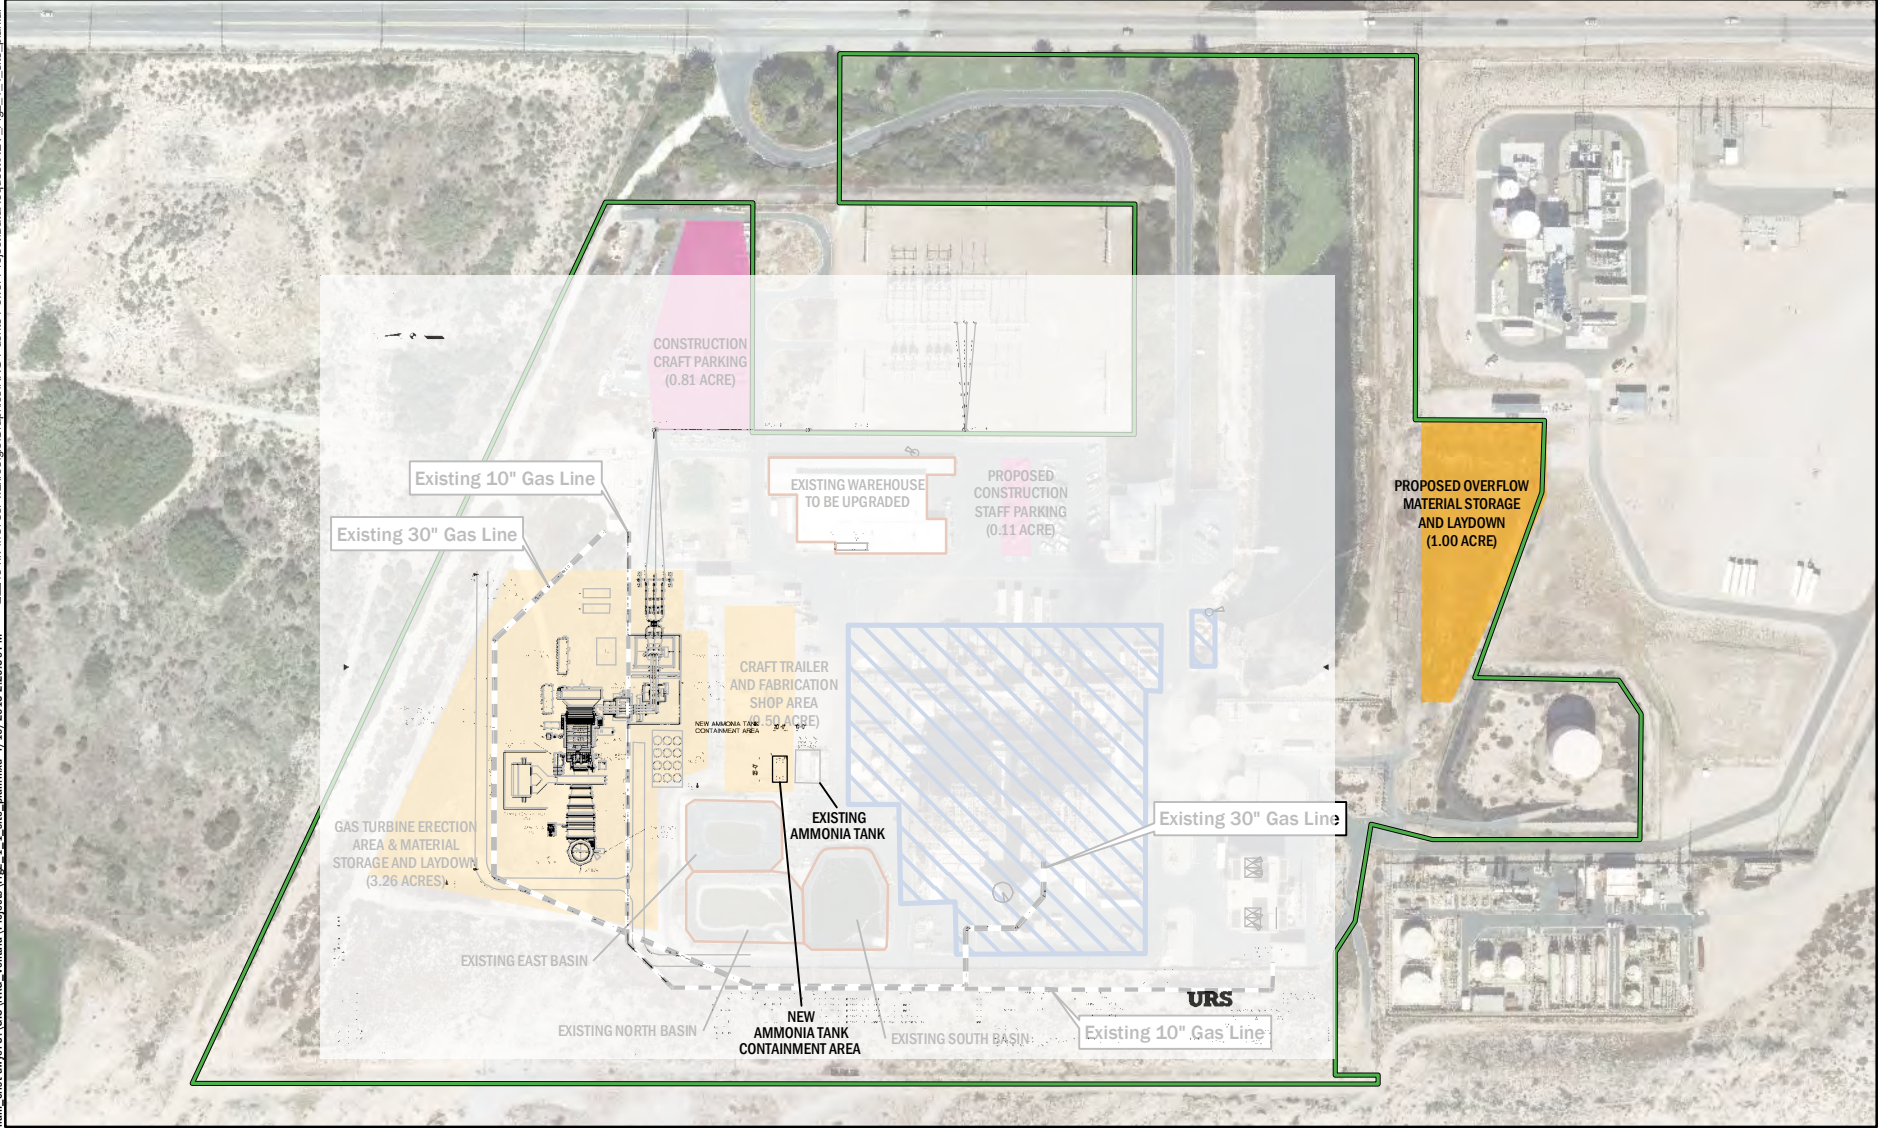 CONSTRUCTION
CRAFT PARKING
(0.81 ACRE)
Existing 10" Gas Line
Existing 30" Gas Line
EXISTING WAREHOUSE
TO BE UPGRADED
PROPOSED
CONSTRUCTION
STAFF PARKING
(0.11 ACRE)
PROPOSED OVERFLOW
MATERIAL STORAGE
AND LAYDOWN
(1.00 ACRE)
CRAFT TRAILER
AND FABRICATION
SHOP AREA
(0.50 ACRE)
NEW AMMONIA TANK
CONTAINMENT AREA
EXISTING
AMMONIA TANK
Existing 30" Gas Line
GAS TURBINE ERECTION
AREA & MATERIAL
STORAGE AND LAYDOWN
(3.26 ACRES)
EXISTING EAST BASIN
EXISTING NORTH BASIN
NEW
AMMONIA TANK
CONTAINMENT AREA
EXISTING SOUTH BASIN
URS
Existing 10" Gas Line